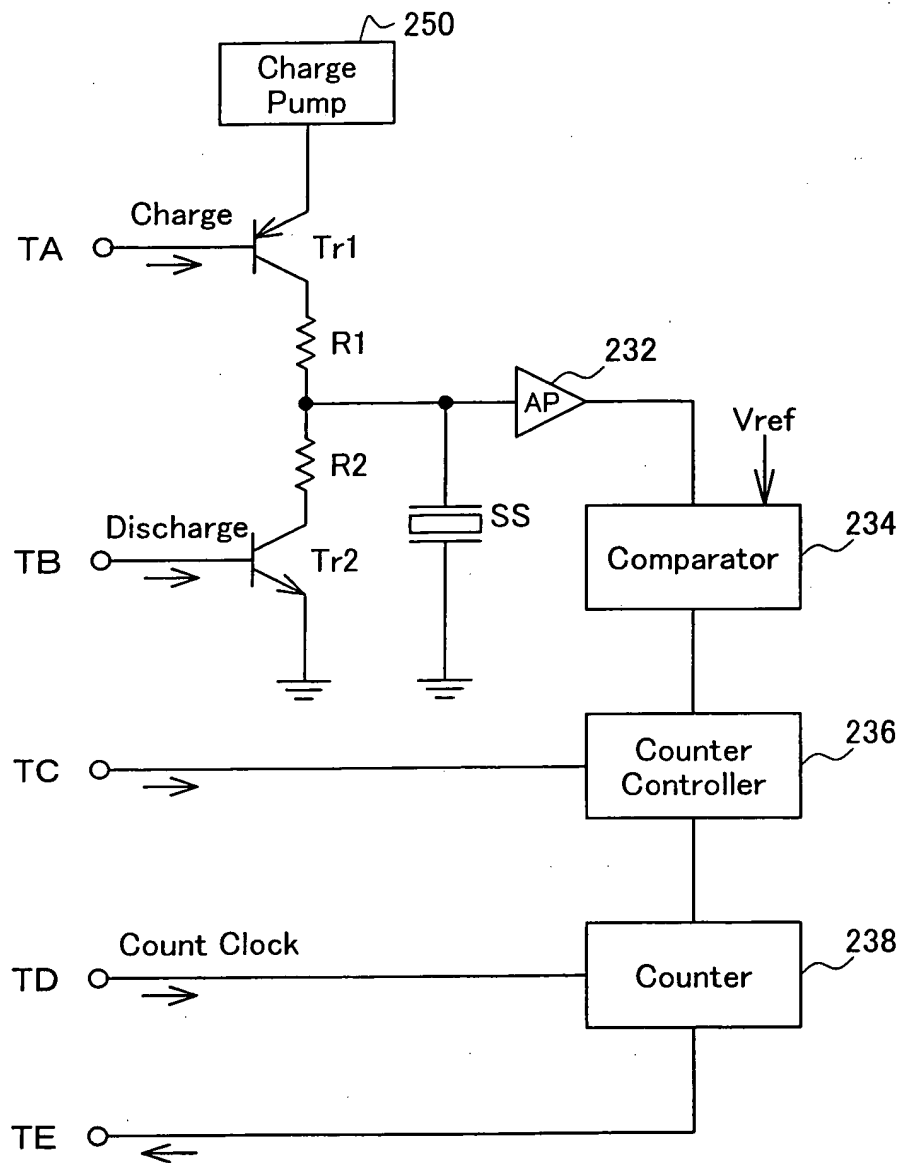 250
Charge
Pump
Charge
TA
Tr1
R1
232
AP
Vref
R2
SS
Discharge
234
TB
Tr2
Comparator
236
TC
Counter
Controller
Count Clock
238
TD
Counter
TE